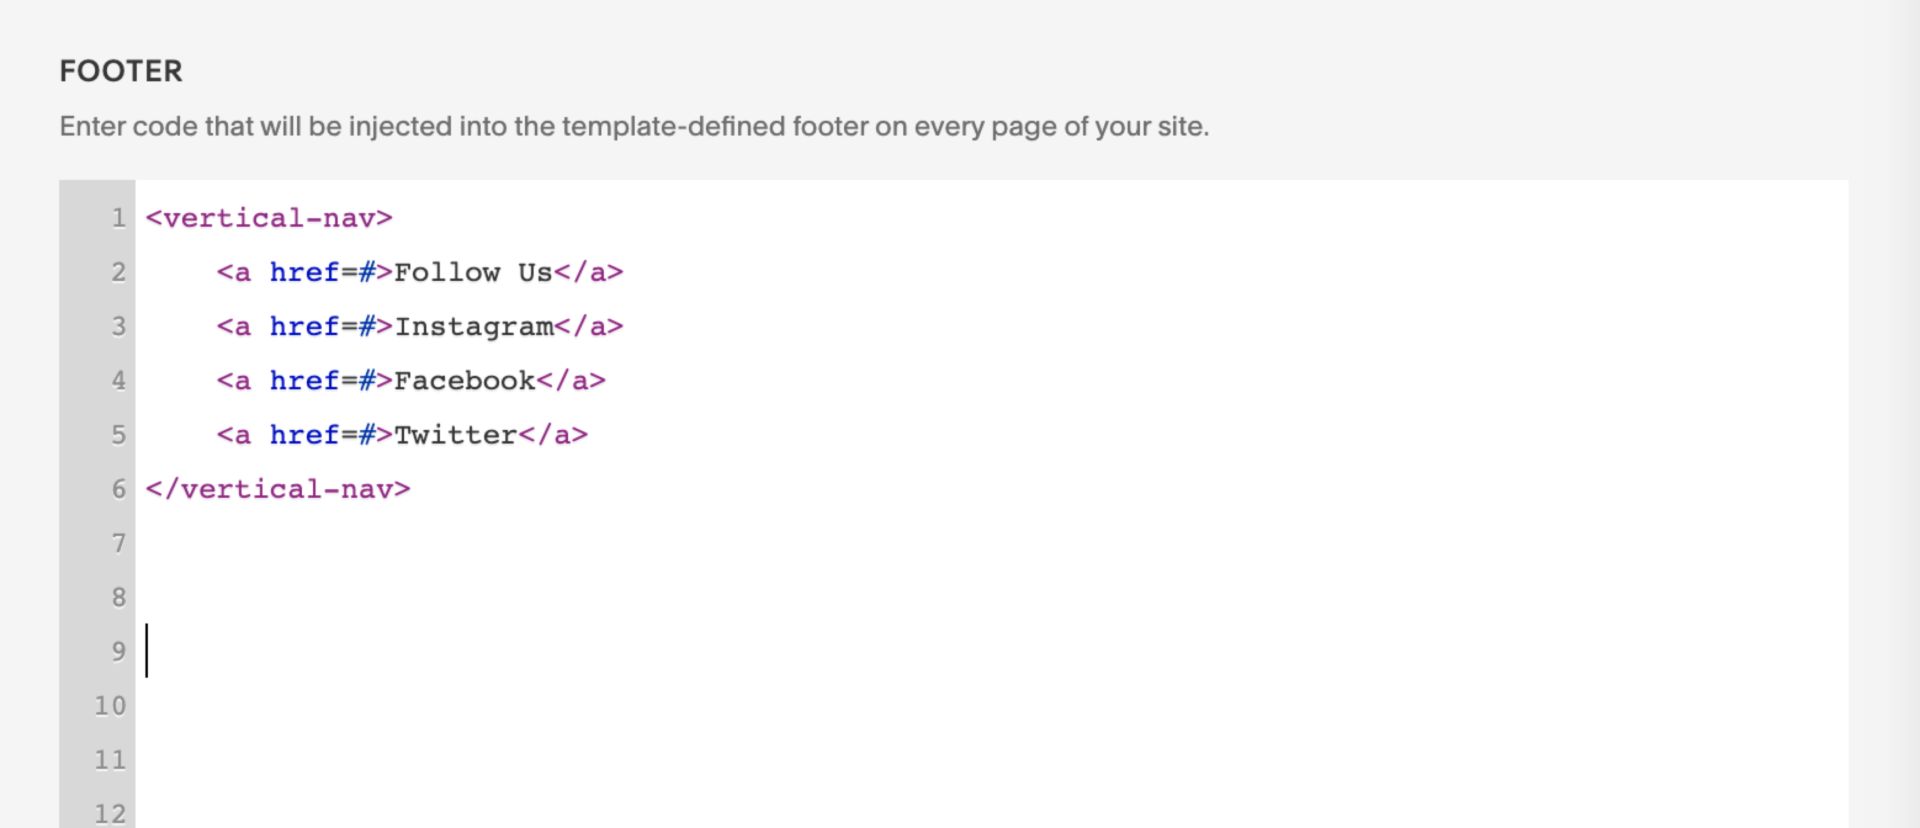 FOOTER
Enter code that will be injected into the template-defined footer on every page of your site.
1 <vertical-nav>
2     <a href=#>Follow Us</a>
3     <a href=#>Instagram</a>
4     <a href=#>Facebook</a>
5     <a href=#>Twitter</a>
6 </vertical-nav>
7
8
9
10
11
12